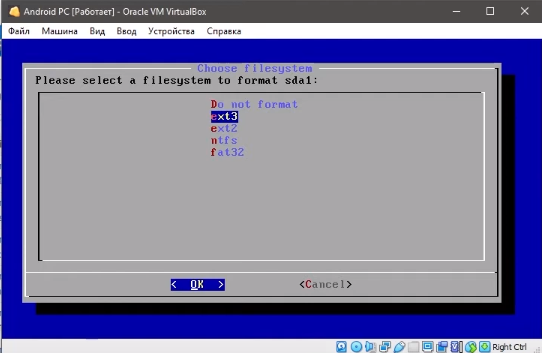 Android PC [Работает] - Oracle VM VirtualBox
Файл Машина Вид Ввод Устройства Справка
Choose filesystem
Please select a filesystem to format sda1:
Do not format
ext3
ext2
ntfs
fat32
< OK > <Cancel>
Right Ctrl